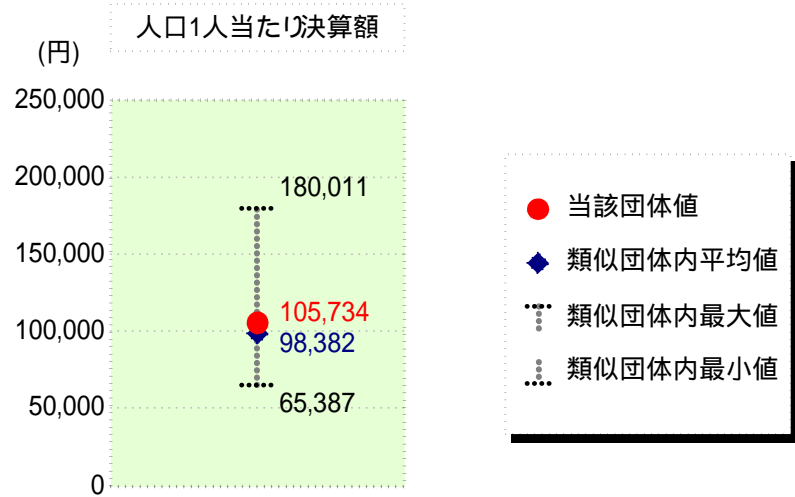 人口1人当たり決算額
(円)
250,000
200,000
180,011
150,000
105,734
100,000
98,382
65,387
50,000
0
当該団体値
類似団体内平均値
類似団体内最大値
類似団体内最小値